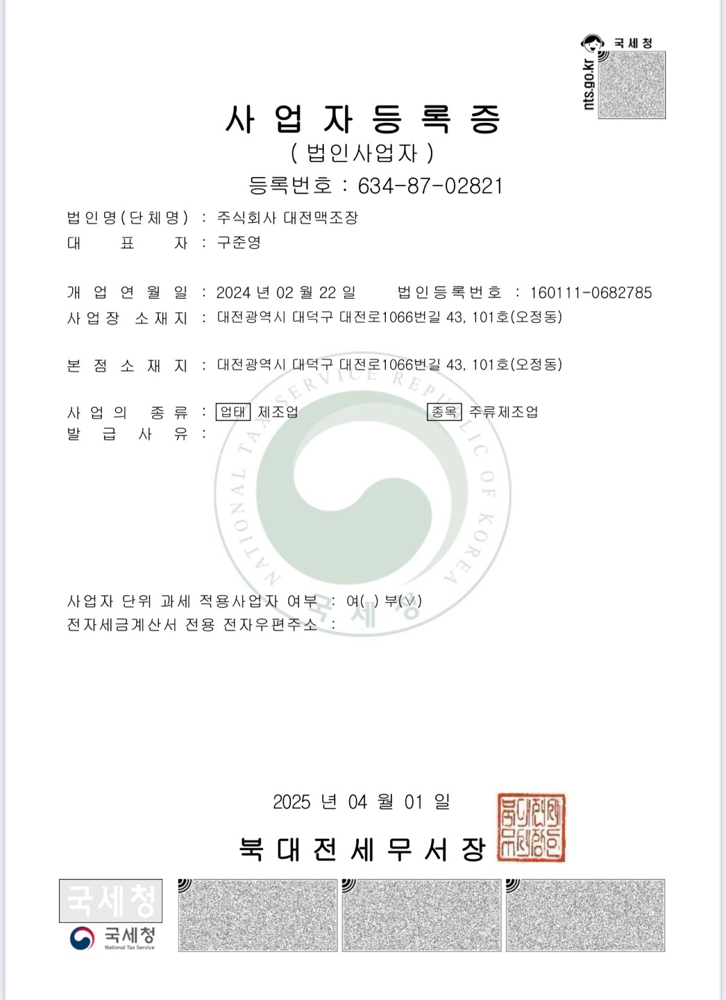 국세청
nts.go.kr
사업자등록증
( 법인사업자 )
등록번호 : 634-87-02821
법인명(단체명) : 주식회사 대전맥조장
대 표 자 : 구준영
개 업 연 월 일 : 2024 년 02 월 22 일 법인등록번호 : 160111-0682785
사업장 소재지 : 대전광역시 대덕구 대전로1066번길 43, 101호(오정동)
본 점 소 재 지 : 대전광역시 대덕구 대전로1066번길 43, 101호(오정동)
사 업 의 종 류 : 업태 제조업 종목 주류제조업
발 급 사 유 :
NATIONAL TAX SERVICE REPUBLIC OF KOREA
국세청
사업자 단위 과세 적용사업자 여부 : 여( ) 부(∨)
전자세금계산서 전용 전자우편주소 :
2025 년 04 월 01 일
북대전세무서장
국세청
국세청
National Tax Service